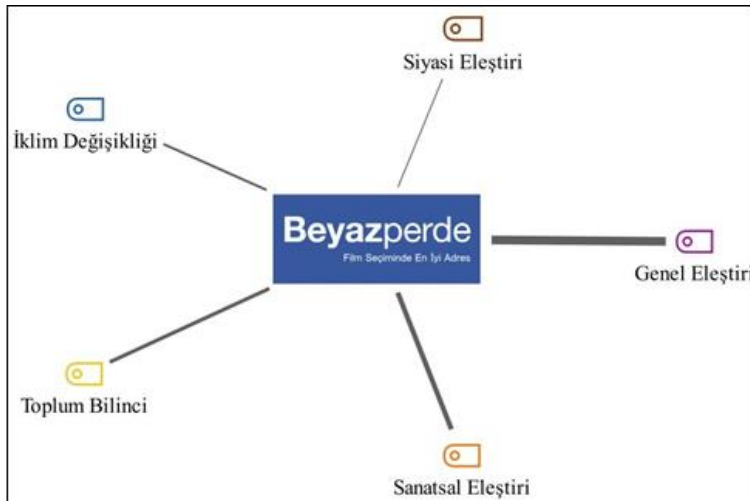 Siyasi Eleştiri
İklim Değişikliği
Beyazperde
Film Seçiminde En İyi Adres
Genel Eleştiri
Toplum Bilinci
Sanatsal Eleştiri